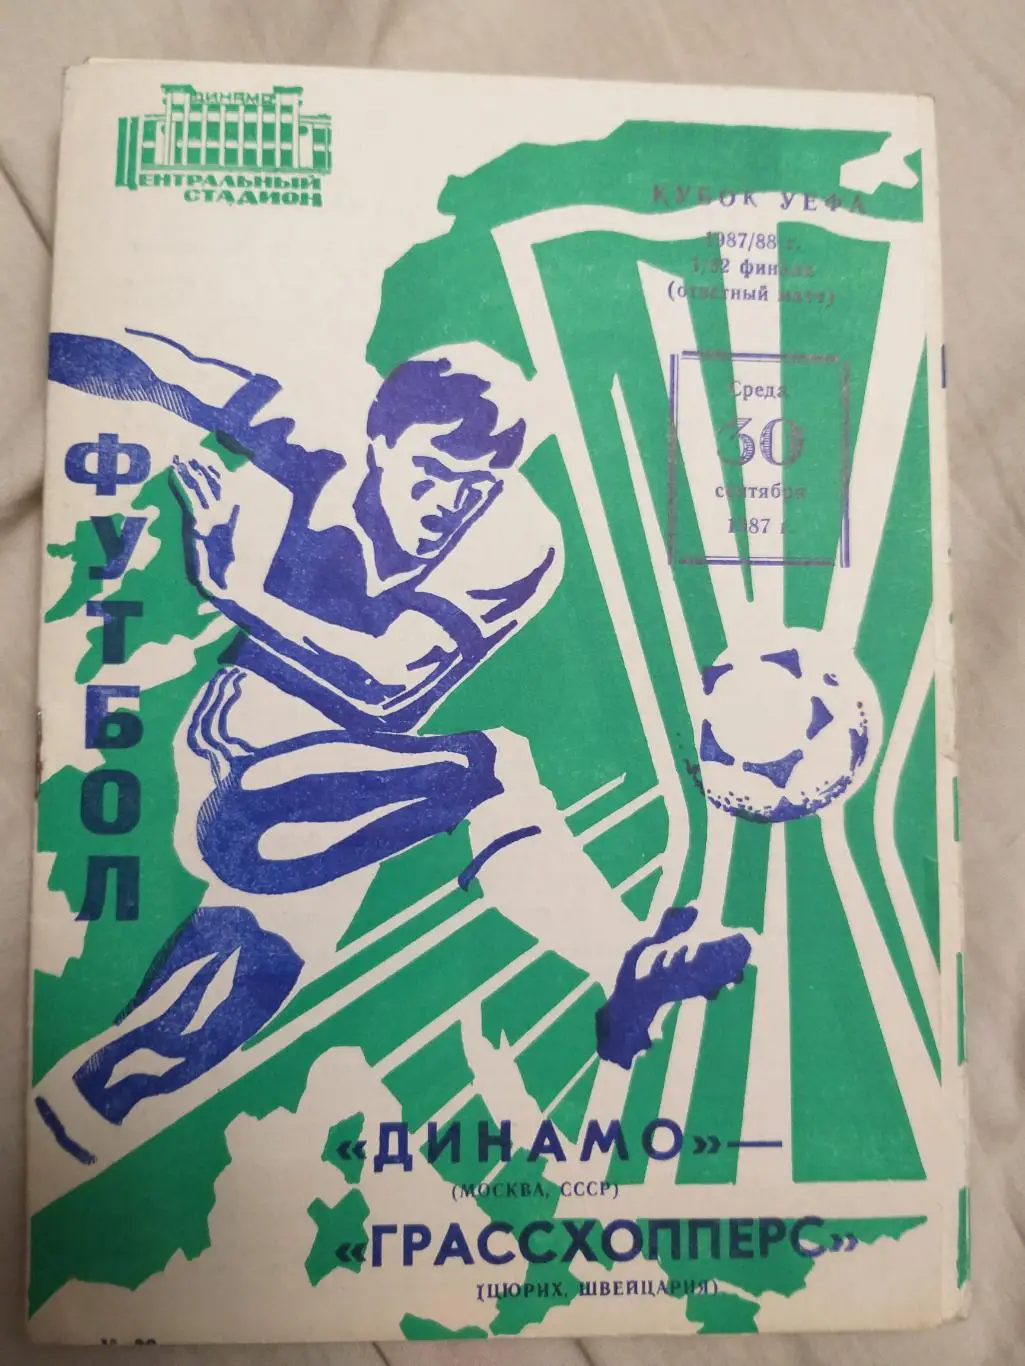 ДИНАМО
ЦЕНТРАЛЬНЫЙ
СТАДИОН
КУБОК УЕФА
1987/88 г.
1/32 финала
(ответный матч)
Среда
30
сентября
1987 г.
ФУТБОЛ
«ДИНАМО»—
(МОСКВА, СССР)
«ГРАССХОППЕРС»
(ЦЮРИХ, ШВЕЙЦАРИЯ)